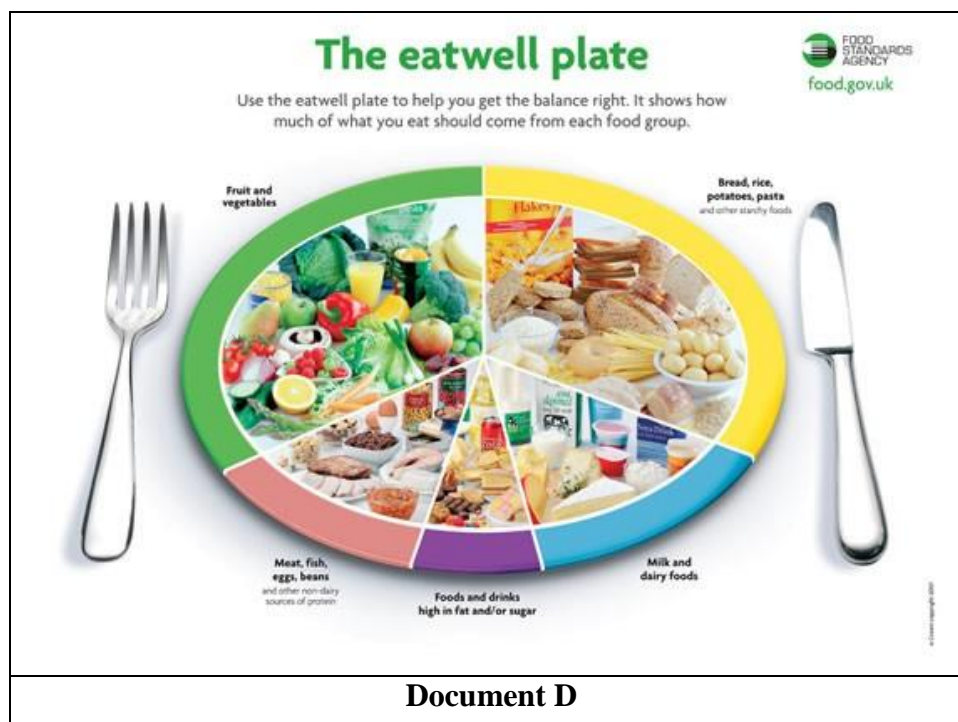 The eatwell plate
FOOD
STANDARDS
AGENCY
food.gov.uk
Use the eatwell plate to help you get the balance right. It shows how
much of what you eat should come from each food group.
Fruit and
vegetables
Bread, rice,
potatoes, pasta
and other starchy foods
Flakes
Meat, fish,
eggs, beans
and other non-dairy
sources of protein
Foods and drinks
high in fat and/or sugar
Milk and
dairy foods
Document D